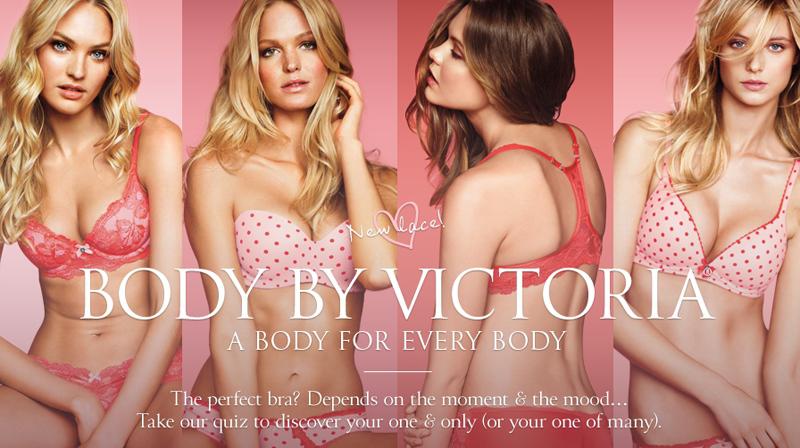 New lace!
BODY BY VICTORIA®
A BODY FOR EVERY BODY
The perfect bra? Depends on the moment & the mood...
Take our quiz to discover your one & only (or your one of many).